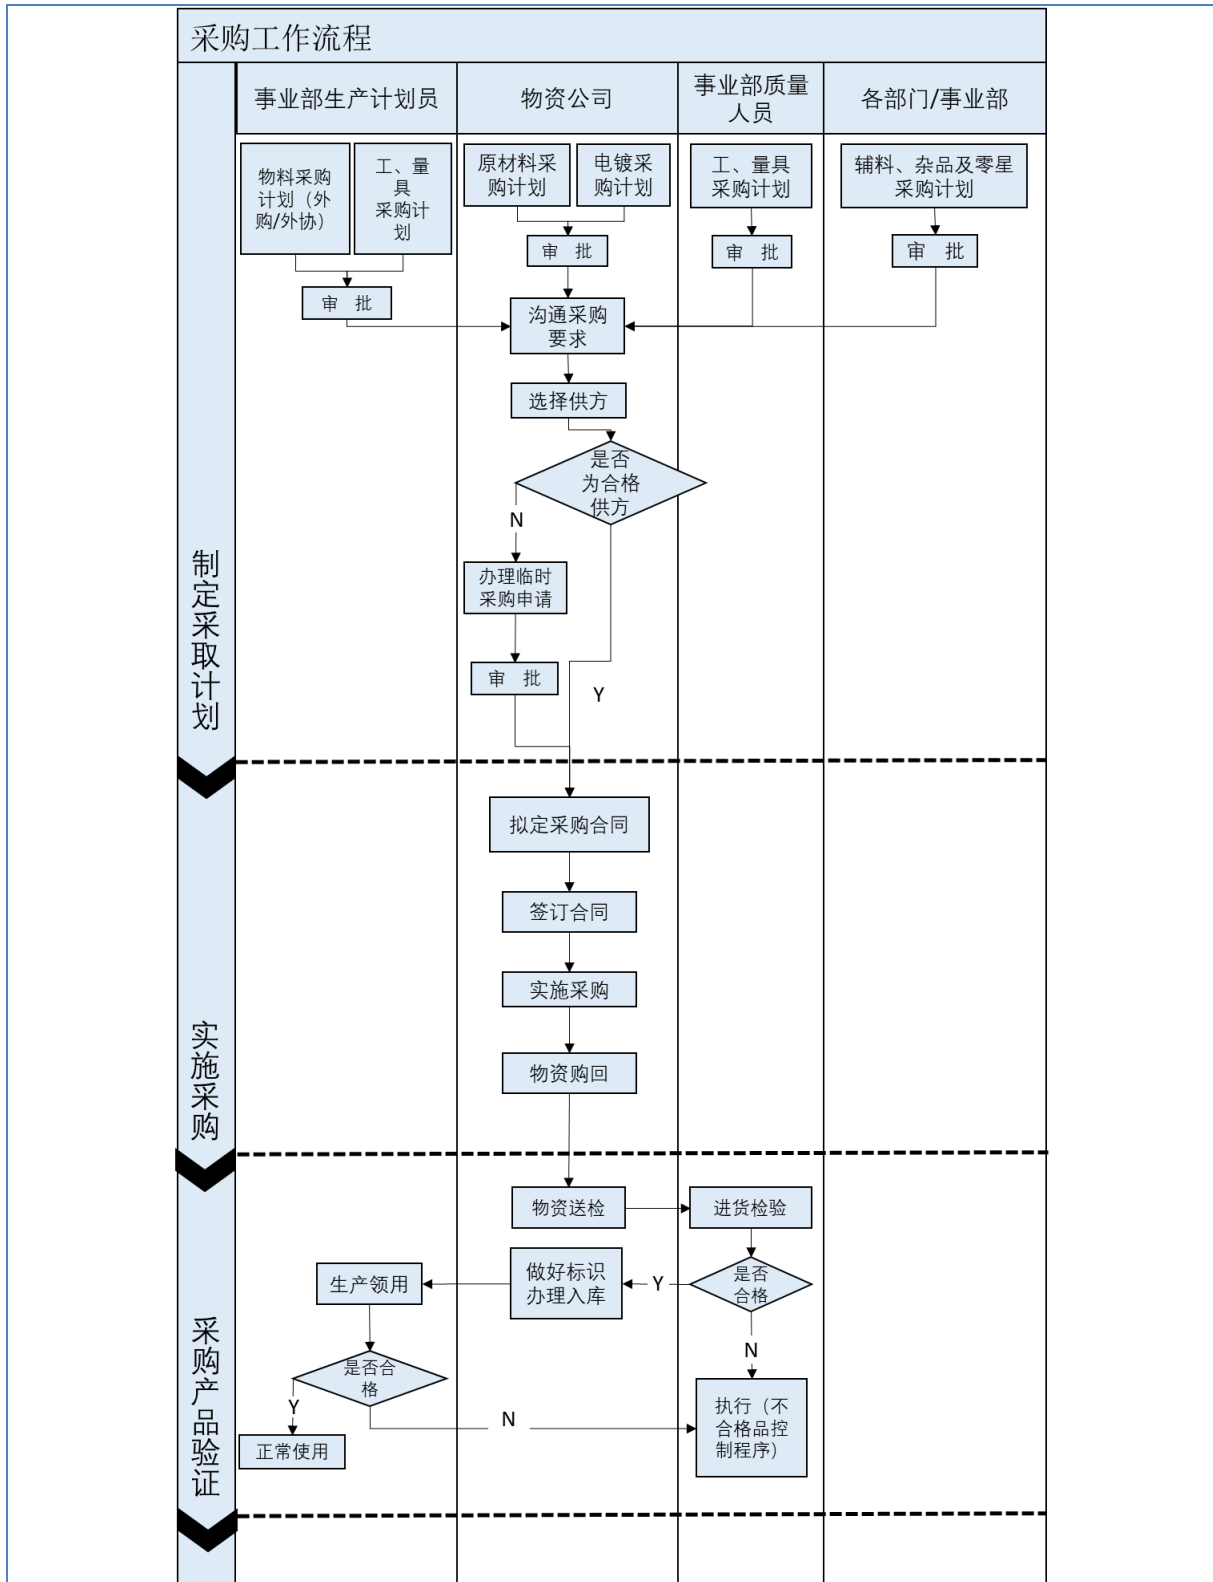 采购工作流程
事业部生产计划员
物资公司
事业部质量
人员
各部门/事业部
物料采购
计划（外
购/外协）
工、量
具
采购计
划
原材料采
购计划
电镀采
购计划
工、量具
采购计划
辅料、杂品及零星
采购计划
审 批
审 批
审 批
审 批
沟通采购
要求
选择供方
是否
为合格
供方
N
办理临时
采购申请
审 批
Y
制定采取计划
拟定采购合同
签订合同
实施采购
物资购回
实施采购
物资送检
进货检验
是否
合格
Y
做好标识
办理入库
生产领用
N
是否合
格
Y
N
执行（不
合格品控
制程序）
正常使用
采购产品验证